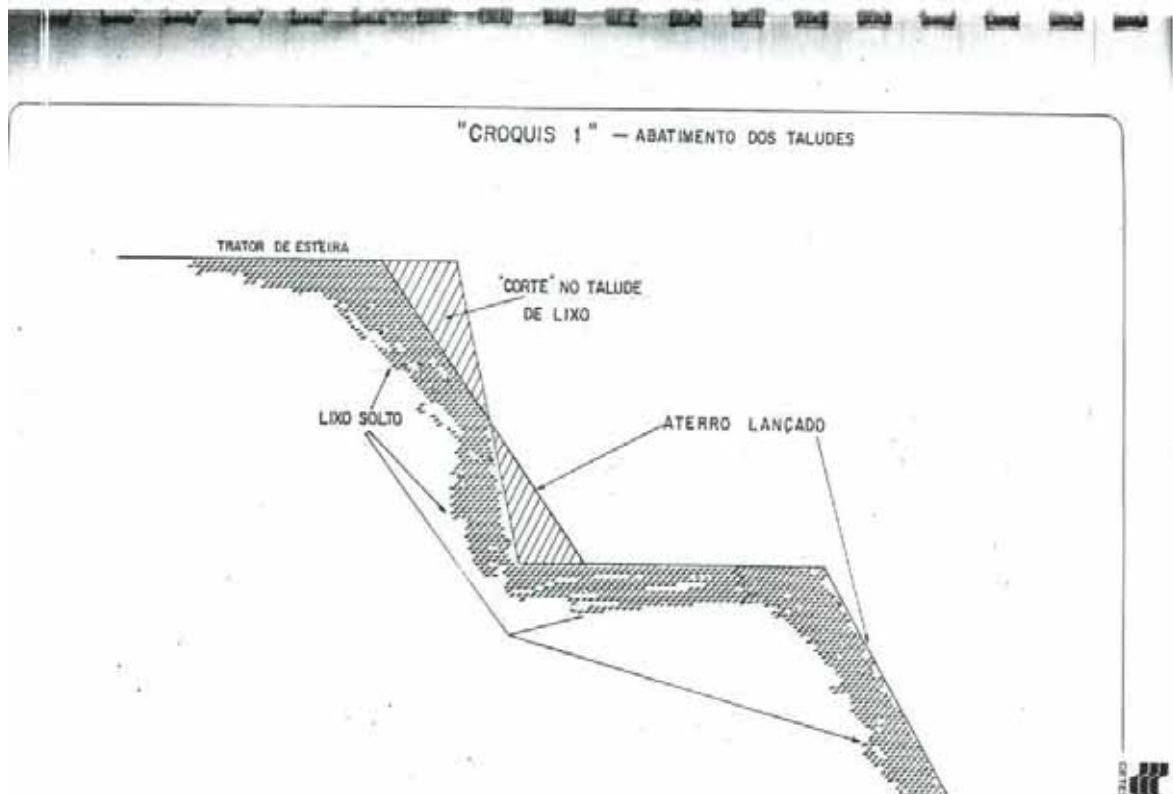 "CROQUIS 1" — ABATIMENTO DOS TALUDES
TRATOR DE ESTEIRA
"CORTE" NO TALUDE
DE LIXO
LIXO SOLTO
ATERRO LANÇADO